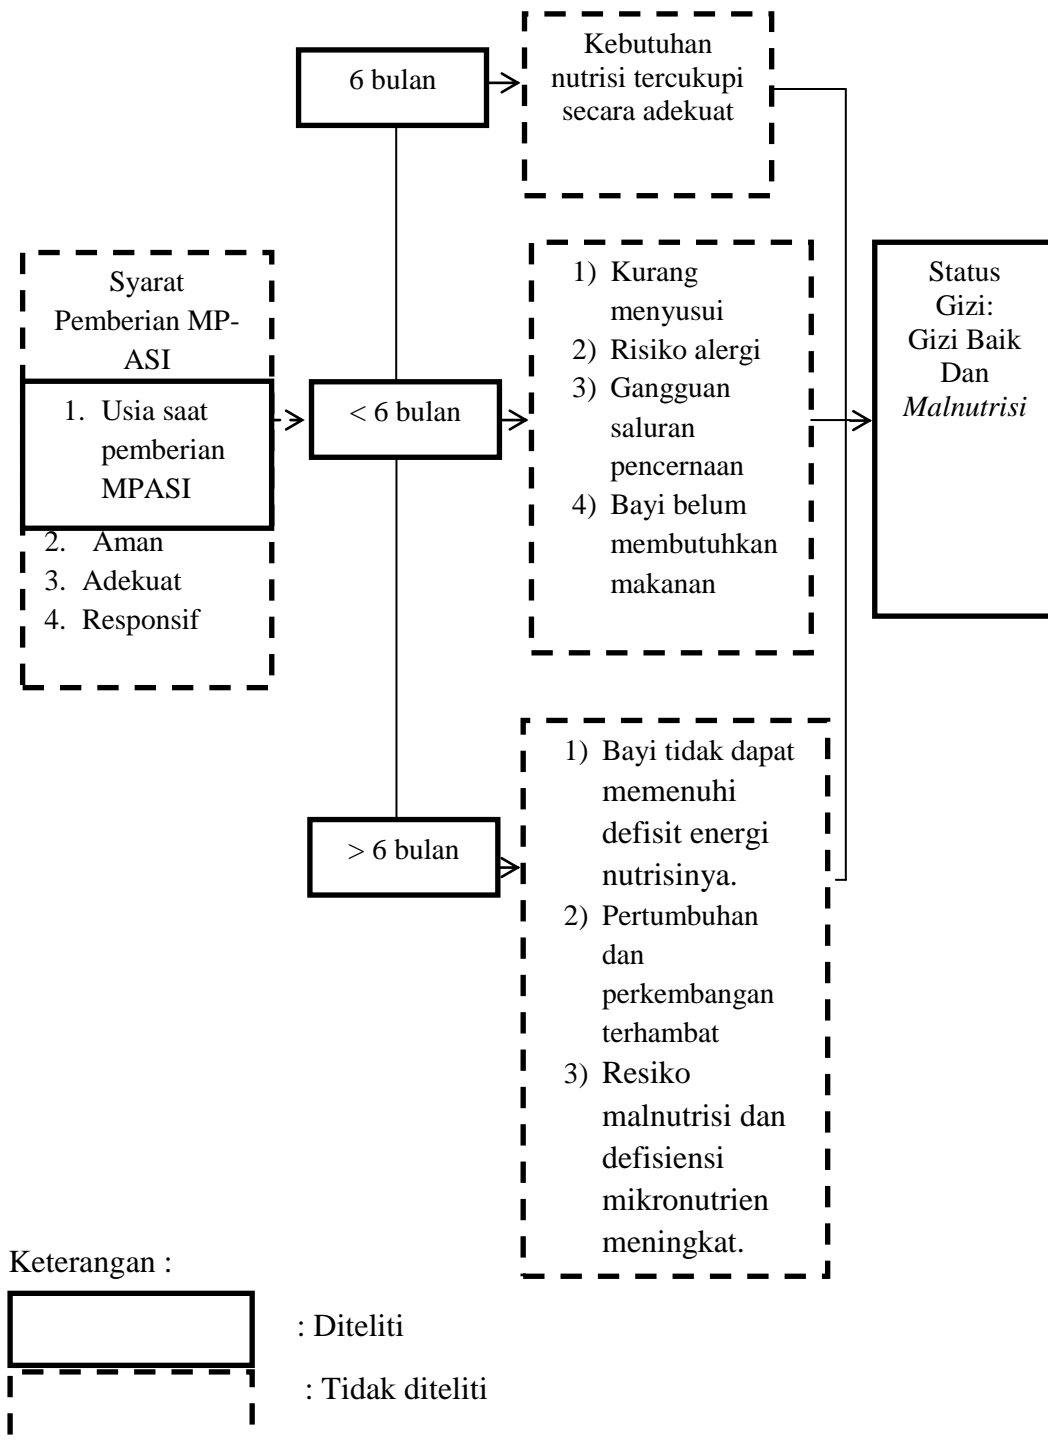 6 bulan
Kebutuhan
nutrisi tercukupi
secara adekuat
Syarat
Pemberian MP-
ASI
1. Usia saat
pemberian
MPASI
2. Aman
3. Adekuat
4. Responsif
< 6 bulan
1) Kurang
menyusui
2) Risiko alergi
3) Gangguan
saluran
pencernaan
4) Bayi belum
membutuhkan
makanan
Status
Gizi:
Gizi Baik
Dan
Malnutrisi
> 6 bulan
1) Bayi tidak dapat
memenuhi
defisit energi
nutrisinya.
2) Pertumbuhan
dan
perkembangan
terhambat
3) Resiko
malnutrisi dan
defisiensi
mikronutrien
meningkat.
Keterangan :
: Diteliti
: Tidak diteliti